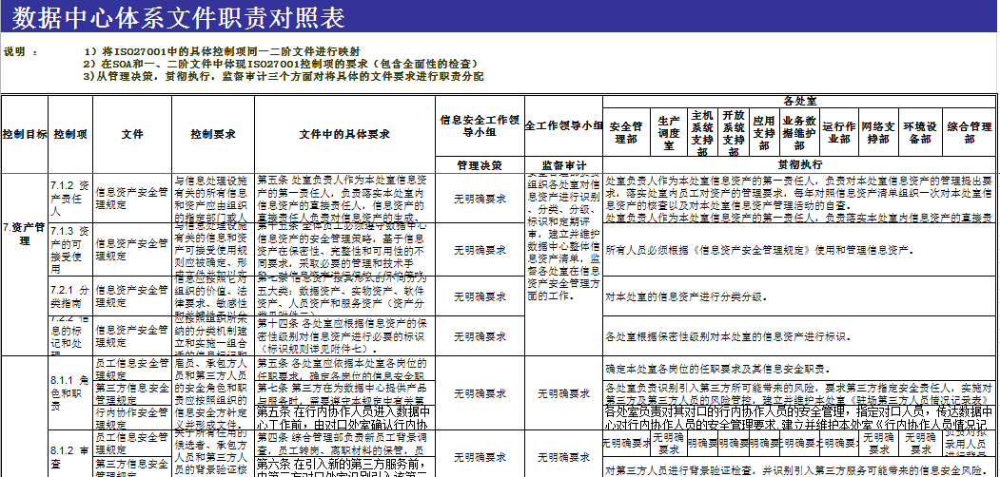 数据中心体系文件职责对照表
说明 ：
1）将ISO27001中的具体控制项同一二阶文件进行映射
2）在SOA和一、二阶文件中体现ISO27001控制项的要求（包含全面性的检查）
3)从管理决策，贯彻执行，监督审计三个方面对将具体的文件要求进行职责分配
控制目标
控制项
文件
控制要求
文件中的具体要求
信息安全工作领
导小组
全工作领导小组
各处室
安全管
理部
生产
调度
室
主机
系统
支持
部
开放
系统
支持
部
应用
支持
部
业务数
据维护
部
运行作
业部
网络支
持部
环境设
备部
综合管理
部
管理决策
监督审计
贯彻执行
7.资产管
理
7.1.2 资
产责任
人
信息资产安全管
理规定
与信息处理设施
有关的所有信息
和资产应由组织
的指定部门或人
第五条 处室负责人作为本处室信息资
产的第一责任人，负责落实本处室内
信息资产的直接责任人，信息资产的
直接责任人负责对信息资产的生成、
无明确要求
组织各处室对信
息资产进行识别
、分类、分级、
标识和定期评
审，建立并维护
数据中心整体信
息资产清单，监
督各处室在信息
资产安全管理方
面的工作。
处室负责人作为本处室信息资产的第一责任人，负责对本处室信息资产的管理提出要
求，落实处室内员工对资产的管理要求，每年对照信息资产清单组织一次对本处室信
息资产的核查以及对本处室信息资产管理活动的自查。
处室负责人作为本处室信息资产的第一责任人，负责落实本处室内信息资产的直接责
7.1.3 资
产的可
接受使
用
信息资产安全管
理规定
与信息处理设施
有关的信息和资
产可接受使用规
则应被确定、形
成文件并加以实
第十五条 全体员工必须遵守数据中心
信息资产的安全管理策略，基于信息
资产在保密性、完整性和可用性的不
同要求，采取必要的管理和技术手
无明确要求
所有人员必须根据《信息资产安全管理规定》使用和管理信息资产。
7.2.1 分
类指南
信息资产安全管
理规定
信息应按照它对
组织的价值、法
律要求、敏感性
第七条 对信息资产按其形式的不同分为
五大类：数据资产、实物资产、软件
资产、人员资产和服务资产（资产分
类见附件二）
无明确要求
对本处室的信息资产进行分类分级。
7.2.2 信
息的标
记和处
理
信息资产安全管
理规定
应按照组织所采
纳的分类机制建
立和实施一组合
适的信息标记和
第十四条 各处室应根据信息资产的保
密性级别对信息资产进行必要的标识
（标识规则详见附件七）。
无明确要求
各处室根据保密性级别对本处室的信息资产进行标识。
8.1.1 角
色和职
责
员工信息安全管
理规定
雇员、承包方人
员和第三方人员
的安全角色和职
责应按照组织的
信息安全方针定
义并形成文件。
第五条 各处室应依据本处室各岗位的
任职要求，确定各岗位的信息安全职
无明确要求
无明确要求
确定本处室各岗位的任职要求及其信息安全职责。
第三方信息安全
管理规定
第七条 第三方在为数据中心提供产品
与服务时，需要遵守本规定中有关第
各处室负责识别引入第三方所可能带来的风险，要求第三方指定安全责任人，实施对
第三方及第三方人员的风险管控，建立并维护本处室《驻场第三方人员情况记录表》
行内协作人员安
全管理规定
第五条 在行内协作人员进入数据中
心工作前，由对口处室确认行内协
各处室负责对其对口的行内协作人员的安全管理，指定对口人员，传达数据中
心对行内协作人员的安全管理要求,建立并维护本处室《行内协作人员情况记
8.1.2 审
查
员工信息安全管
理规定
关于所有任用的
候选者、承包方
人员和第三方人
员的背景验证核
第四条 综合管理部负责新员工背景调
查，员工转岗、离职材料的保管，员
无明确要求
无明确要求
无明确要求
无明确
要求
明确要
明确要
明确要
无明确要求
无明确要
无明确
要求
无明确
要求
负责对拟
录用人员
进行背景
第三方信息安全
管理规定
第六条 在引入新的第三方服务前，
对第三方人员进行背景验证检查，并识别引入第三方服务可能带来的信息安全风险。